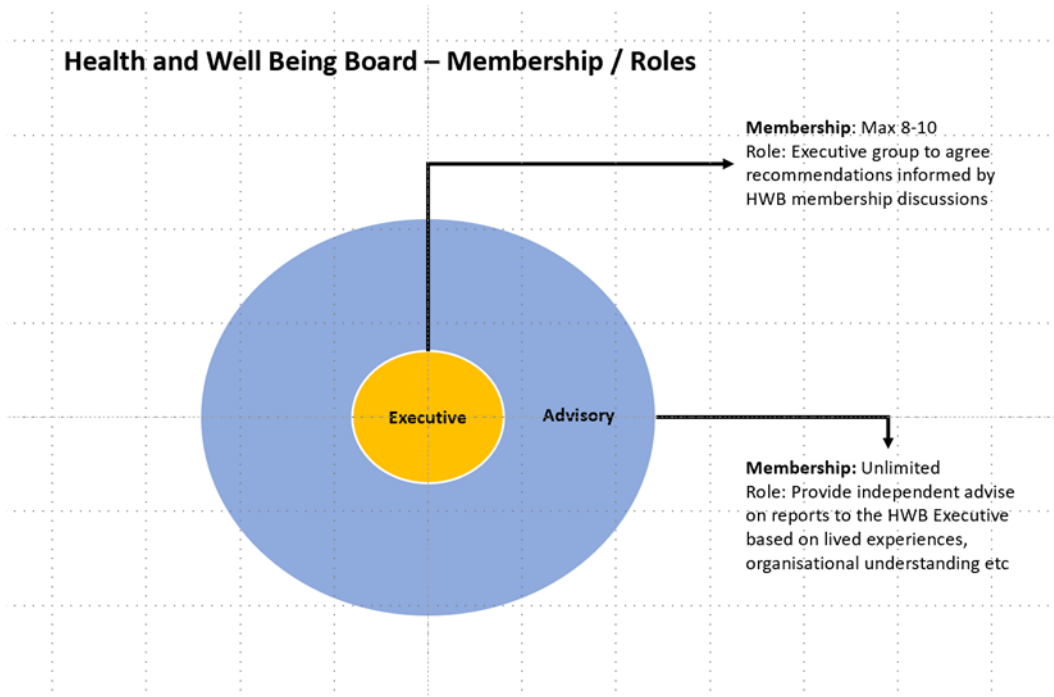 Health and Well Being Board – Membership / Roles
Membership: Max 8-10
Role: Executive group to agree
recommendations informed by
HWB membership discussions
Executive
Advisory
Membership: Unlimited
Role: Provide independent advise
on reports to the HWB Executive
based on lived experiences,
organisational understanding etc